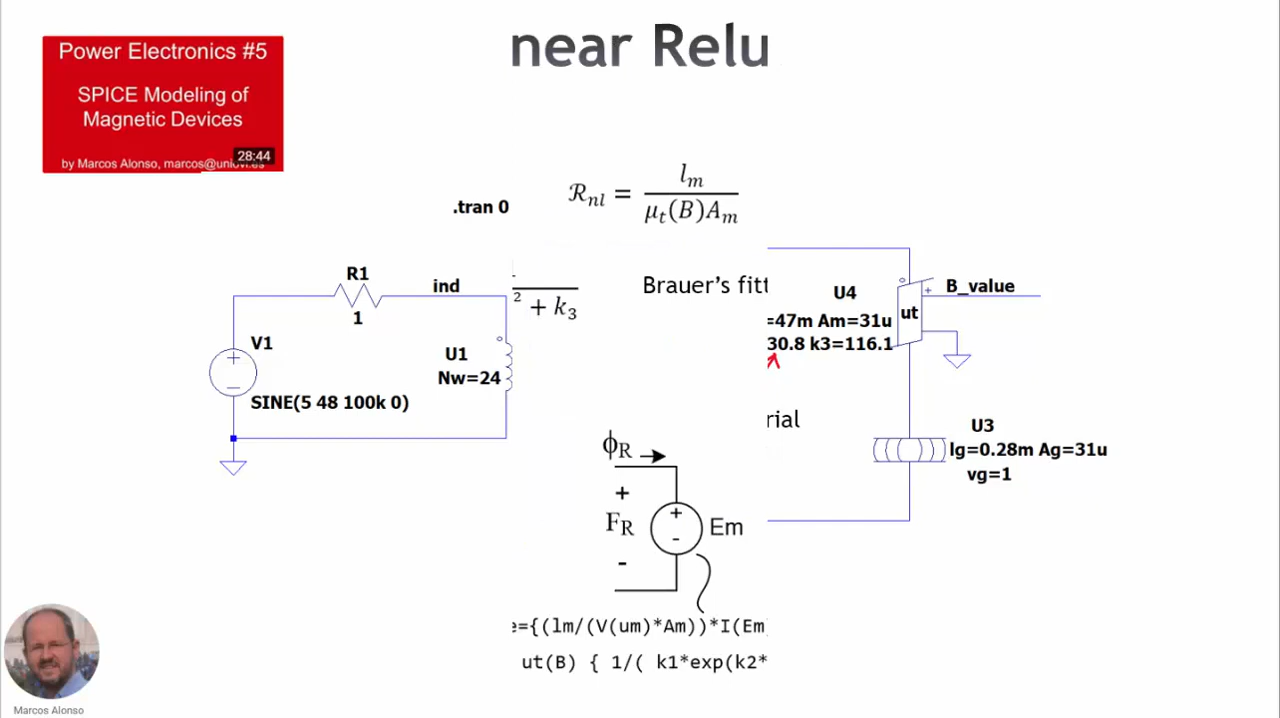 near Relu
Power Electronics #5
SPICE Modeling of
Magnetic Devices
by Marcos Alonso, marcos@uniovi.es
28:44
ℛnl = lm / μt(B)Am
.tran 0
R1
1
ind
V1
SINE(5 48 100k 0)
U1
Nw=24
2 + k3
Brauer's fitt
U4
=47m Am=31u
30.8 k3=116.1
ut
+
B_value
rial
U3
lg=0.28m Ag=31u
vg=1
ϕR
+
FR
-
+
-
Em
e={(lm/(V(um)*Am))*I(Em
ut(B) { 1/( k1*exp(k2*
Marcos Alonso